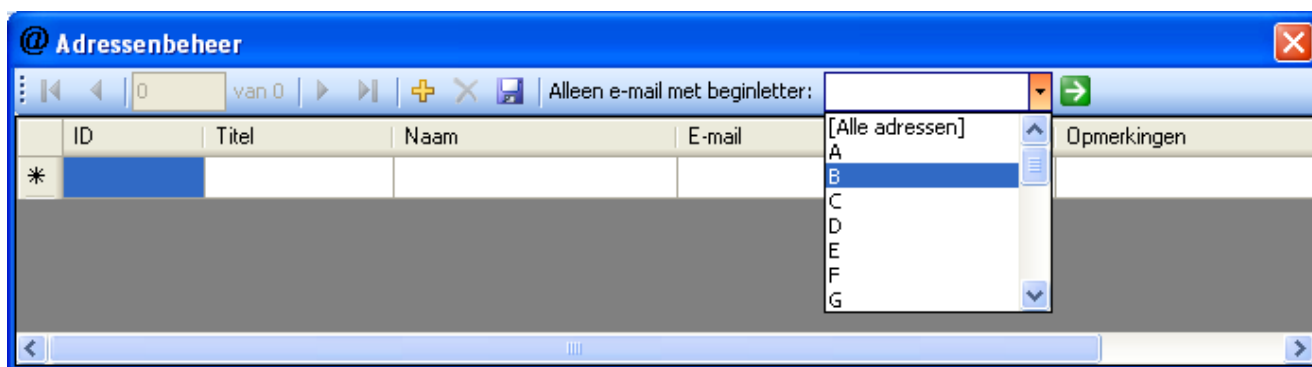 @ Adressenbeheer
0 van 0 Alleen e-mail met beginletter:
ID Titel Naam E-mail Opmerkingen
[Alle adressen]
A
B
C
D
E
F
G